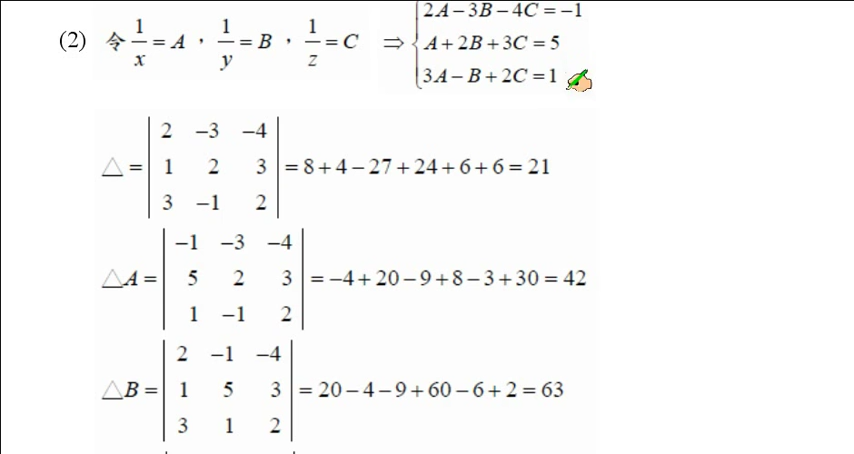 (2) 令 1/x = A , 1/y = B , 1/z = C ⇒ { 2A − 3B − 4C = −1
A + 2B + 3C = 5
3A − B + 2C = 1
△ = | 2 −3 −4 |
| 1 2 3 | = 8 + 4 − 27 + 24 + 6 + 6 = 21
| 3 −1 2 |
△A = | −1 −3 −4 |
| 5 2 3 | = −4 + 20 − 9 + 8 − 3 + 30 = 42
| 1 −1 2 |
△B = | 2 −1 −4 |
| 1 5 3 | = 20 − 4 − 9 + 60 − 6 + 2 = 63
| 3 1 2 |